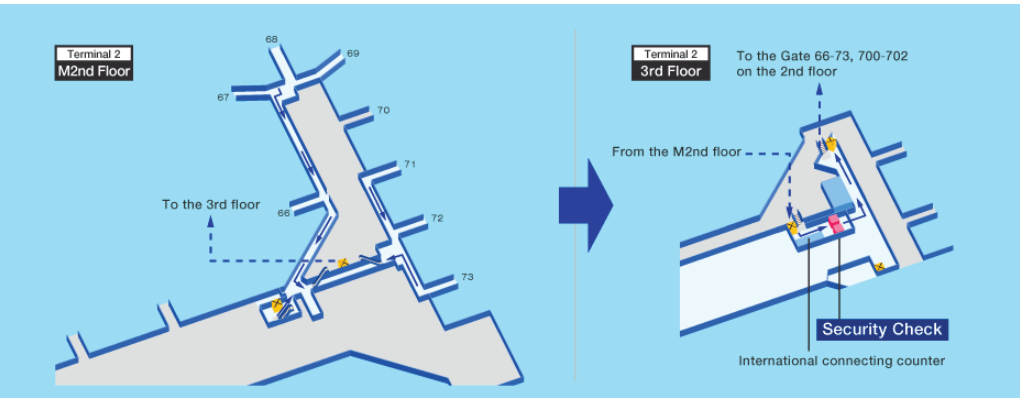 Terminal 2
M2nd Floor
68
69
67
70
71
66
72
73
To the 3rd floor
Terminal 2
3rd Floor
To the Gate 66-73, 700-702
on the 2nd floor
From the M2nd floor
Security Check
International connecting counter